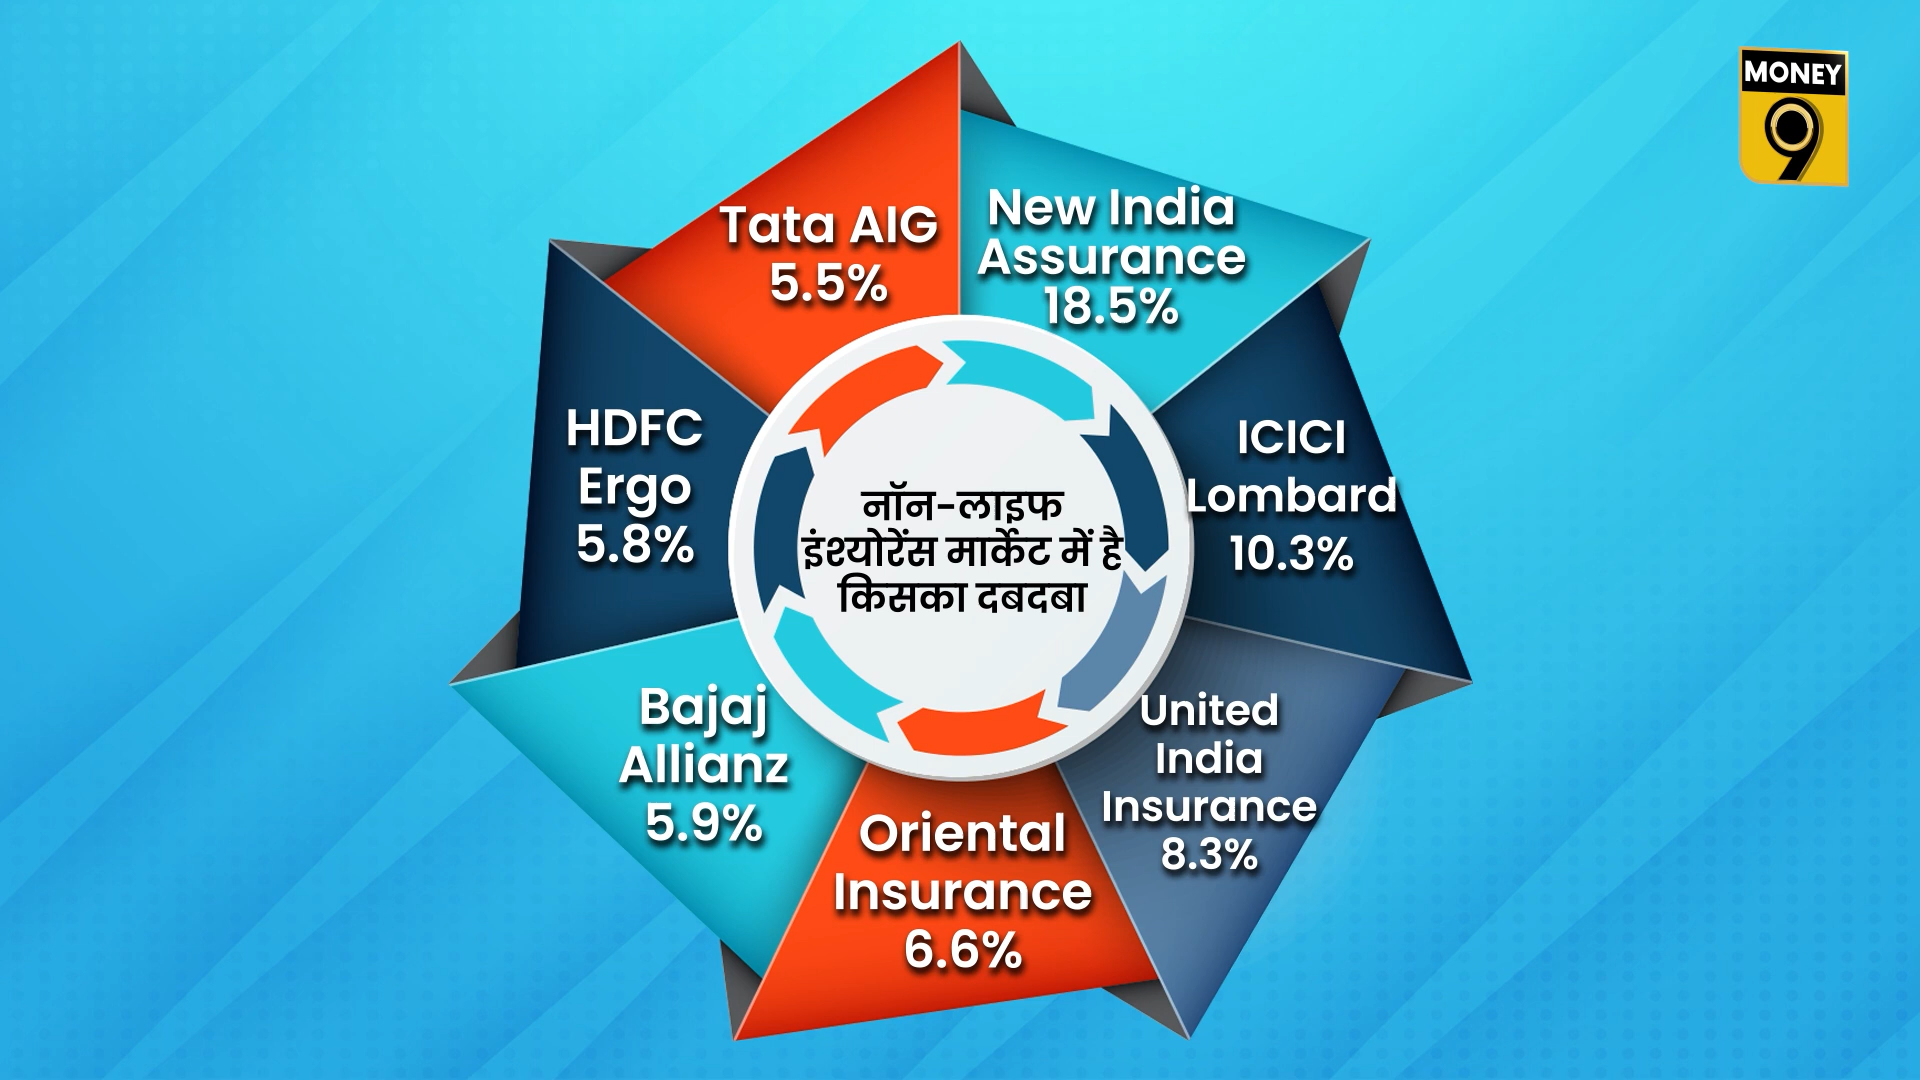 MONEY
9
Tata AIG
5.5%
New India
Assurance
18.5%
HDFC
Ergo
5.8%
ICICI
Lombard
10.3%
नॉन-लाइफ
इंश्योरेंस मार्केट में है
किसका दबदबा
Bajaj
Allianz
5.9%
United
India
Insurance
8.3%
Oriental
Insurance
6.6%